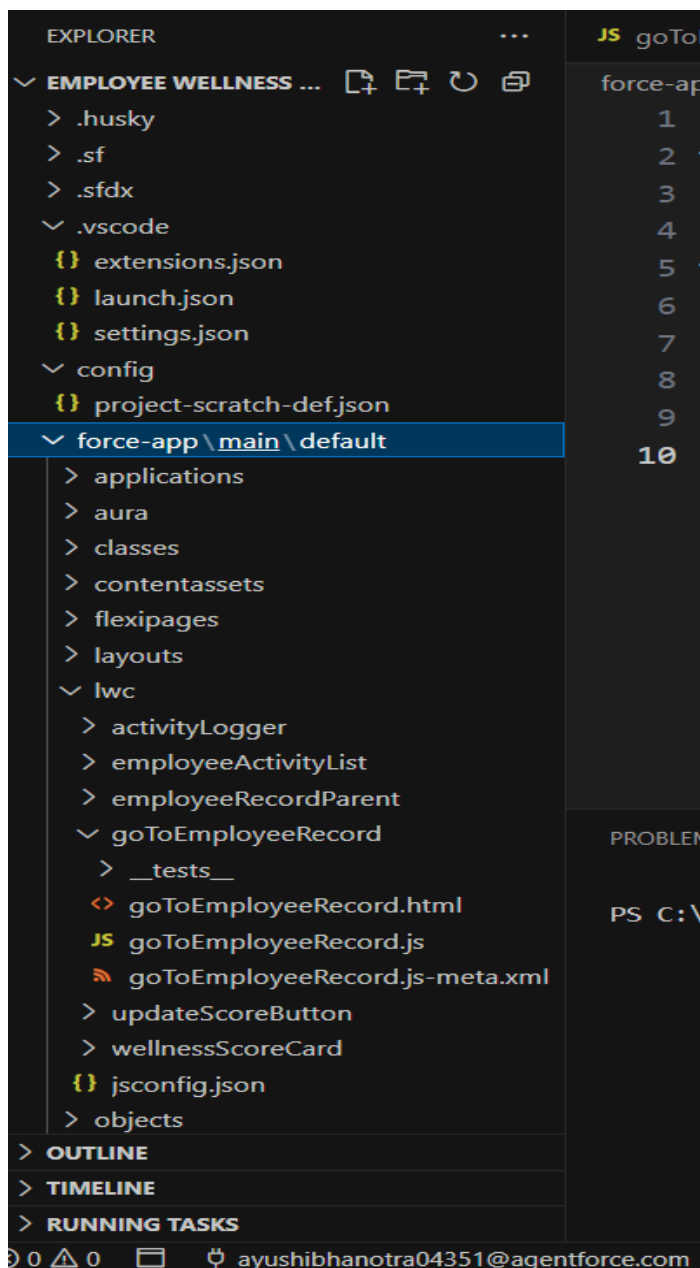 EXPLORER
EMPLOYEE WELLNESS ...
.husky
.sf
.sfdx
.vscode
{} extensions.json
{} launch.json
{} settings.json
config
{} project-scratch-def.json
force-app\main\default
applications
aura
classes
contentassets
flexipages
layouts
lwc
activityLogger
employeeActivityList
employeeRecordParent
goToEmployeeRecord
__tests__
<> goToEmployeeRecord.html
JS goToEmployeeRecord.js
goToEmployeeRecord.js-meta.xml
updateScoreButton
wellnessScoreCard
{} jsconfig.json
objects
OUTLINE
TIMELINE
RUNNING TASKS
0 0 ayushibhanotra04351@agentforce.com
JS goTo
force-ap
1
2
3
4
5
6
7
8
9
10
PROBLEM
PS C:\